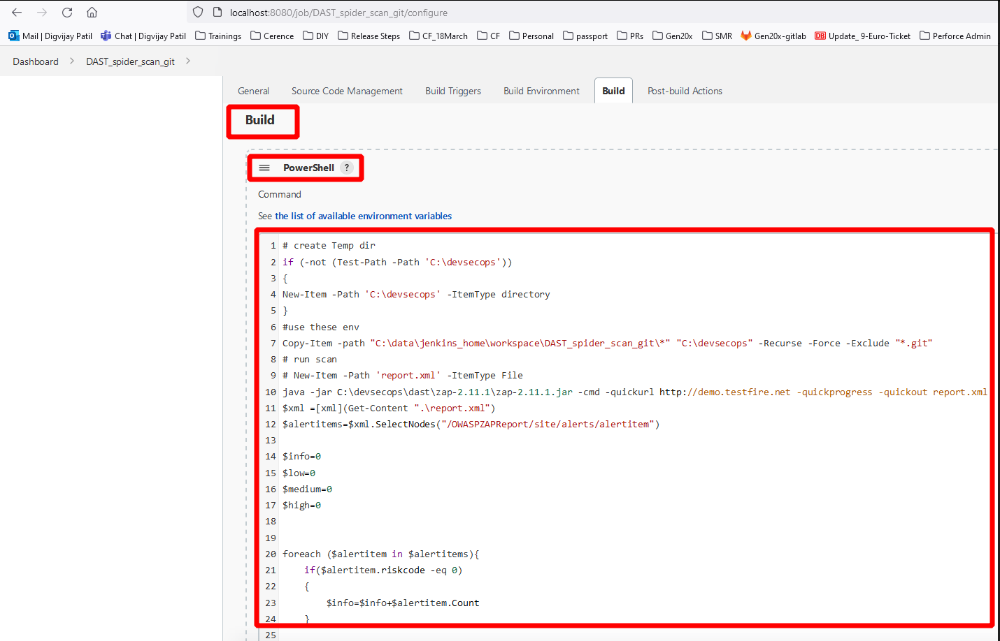 localhost:8080/job/DAST_spider_scan_git/configure
Mail | Digvijay Patil Chat | Digvijay Patil Trainings Cerence DIY Release Steps CF_18March CF Personal passport PRs Gen20x SMR Gen20x-gitlab DB Update_ 9-Euro-Ticket Perforce Admin
Dashboard DAST_spider_scan_git
General Source Code Management Build Triggers Build Environment Build Post-build Actions
Build
PowerShell ?
Command
See the list of available environment variables
1 # create Temp dir
2 if (-not (Test-Path -Path 'C:\devsecops'))
3 {
4 New-Item -Path 'C:\devsecops' -ItemType directory
5 }
6 #use these env
7 Copy-Item -path "C:\data\jenkins_home\workspace\DAST_spider_scan_git\*" "C:\devsecops" -Recurse -Force -Exclude "*.git"
8 # run scan
9 # New-Item -Path 'report.xml' -ItemType File
10 java -jar C:\devsecops\dast\zap-2.11.1\zap-2.11.1.jar -cmd -quickurl http://demo.testfire.net -quickprogress -quickout report.xml
11 $xml =[xml](Get-Content ".\report.xml")
12 $alertitems=$xml.SelectNodes("/OWASPZAPReport/site/alerts/alertitem")
13
14 $info=0
15 $low=0
16 $medium=0
17 $high=0
18
19
20 foreach ($alertitem in $alertitems){
21 if($alertitem.riskcode -eq 0)
22 {
23 $info=$info+$alertitem.Count
24 }
25